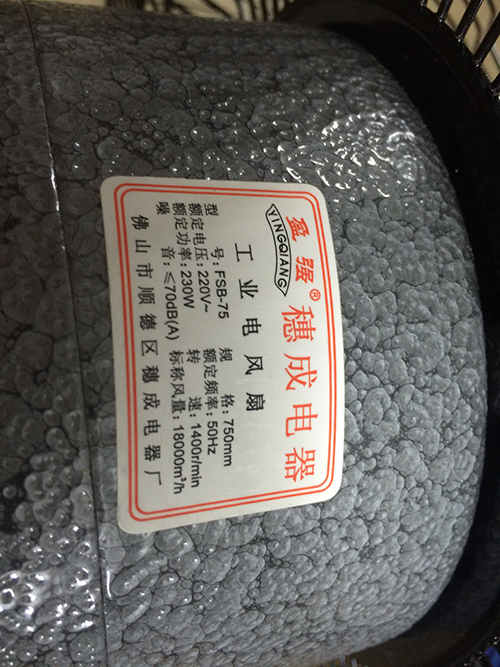 盈强® 穗成电器
YINGQIANG
工业电风扇
型号:FSB-75 规格:750mm
额定电压:220V~ 额定频率:50Hz
额定功率:230W 转速:1400r/min
噪音:≤70dB(A) 标称风量:18000m³/h
佛山市顺德区穗成电器厂